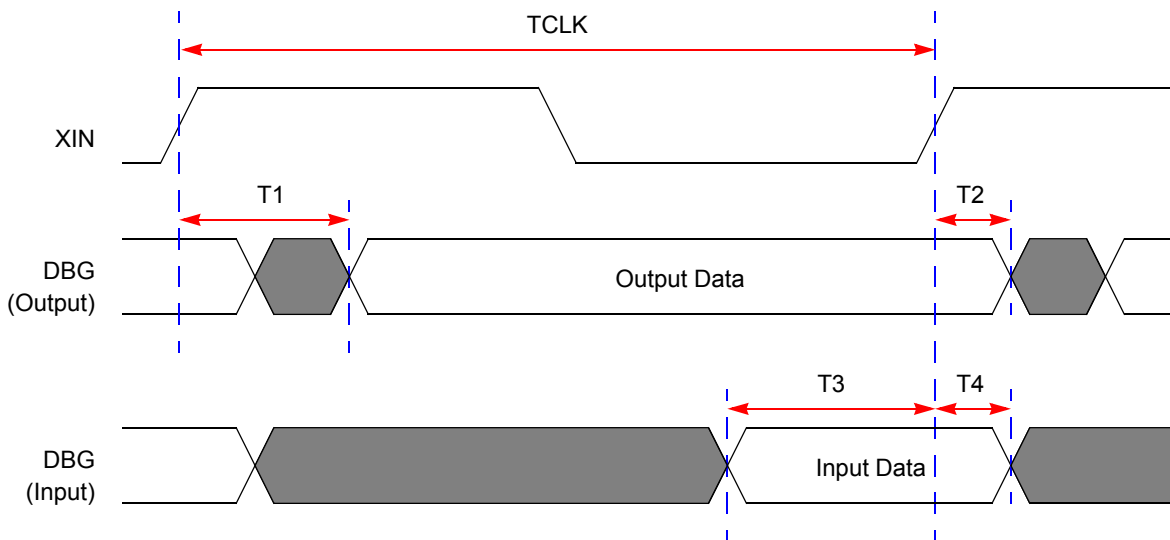 TCLK
XIN
T1
T2
DBG
(Output)
Output Data
T3
T4
DBG
(Input)
Input Data